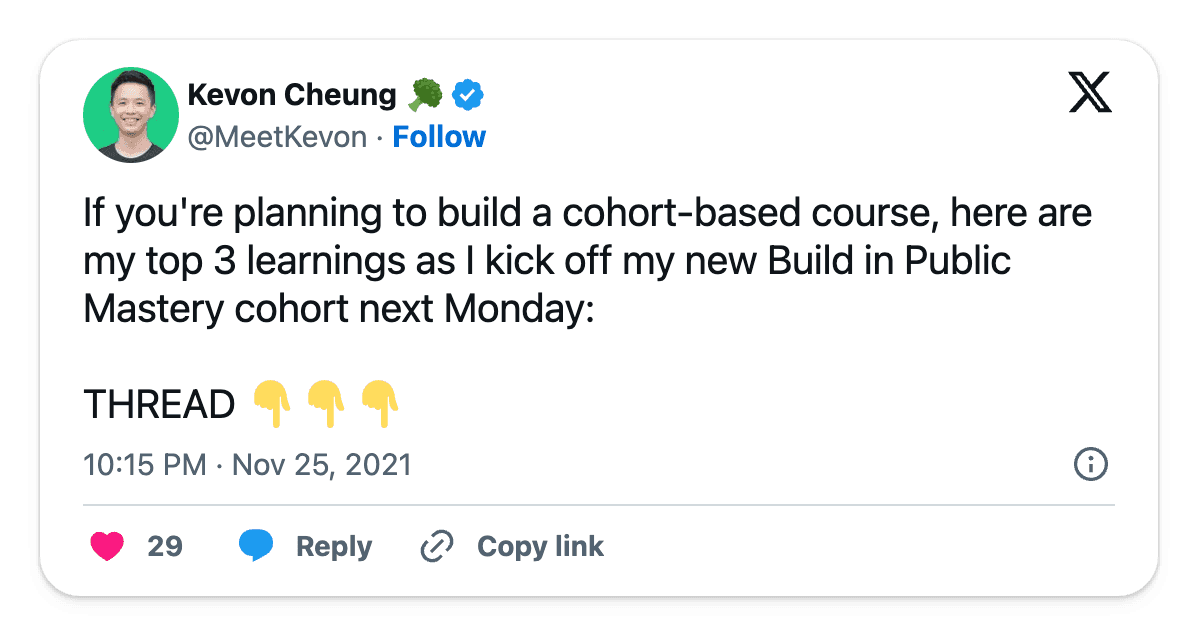 Kevon Cheung 🥦
@MeetKevon · Follow
If you're planning to build a cohort-based course, here are
my top 3 learnings as I kick off my new Build in Public
Mastery cohort next Monday:
THREAD 👇👇👇
10:15 PM · Nov 25, 2021
29 Reply Copy link